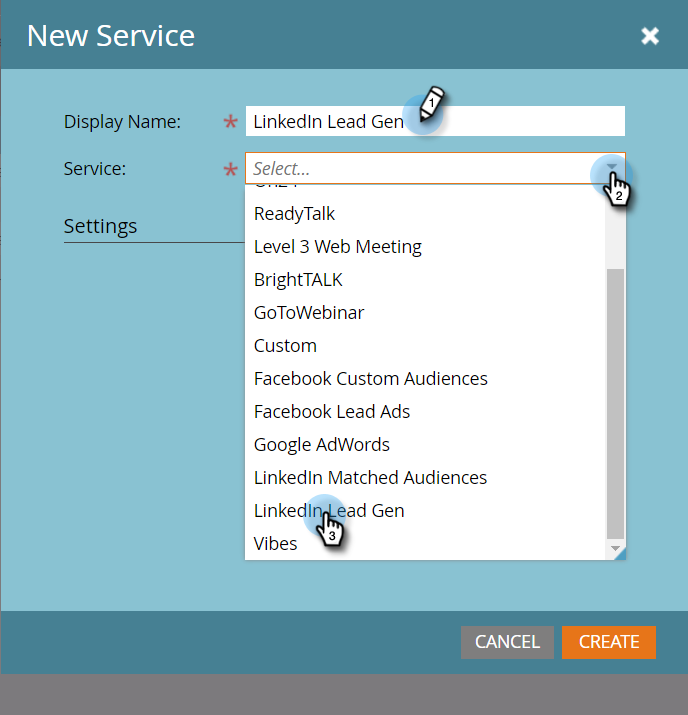 New Service
Display Name: * LinkedIn Lead Gen 1
Service: * Select... 2
Settings
ReadyTalk
Level 3 Web Meeting
BrightTALK
GoToWebinar
Custom
Facebook Custom Audiences
Facebook Lead Ads
Google AdWords
LinkedIn Matched Audiences
LinkedIn Lead Gen 3
Vibes
CANCEL CREATE